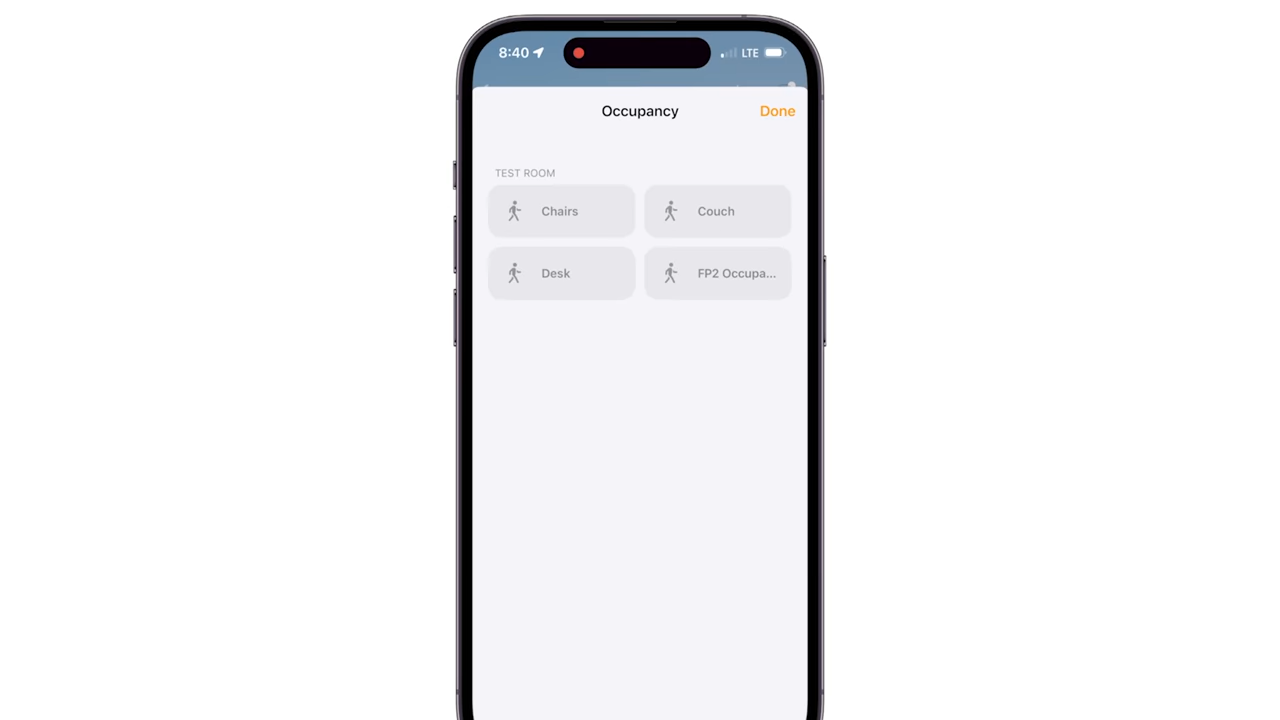 8:40 LTE
Occupancy Done
TEST ROOM
Chairs Couch
Desk FP2 Occupa...